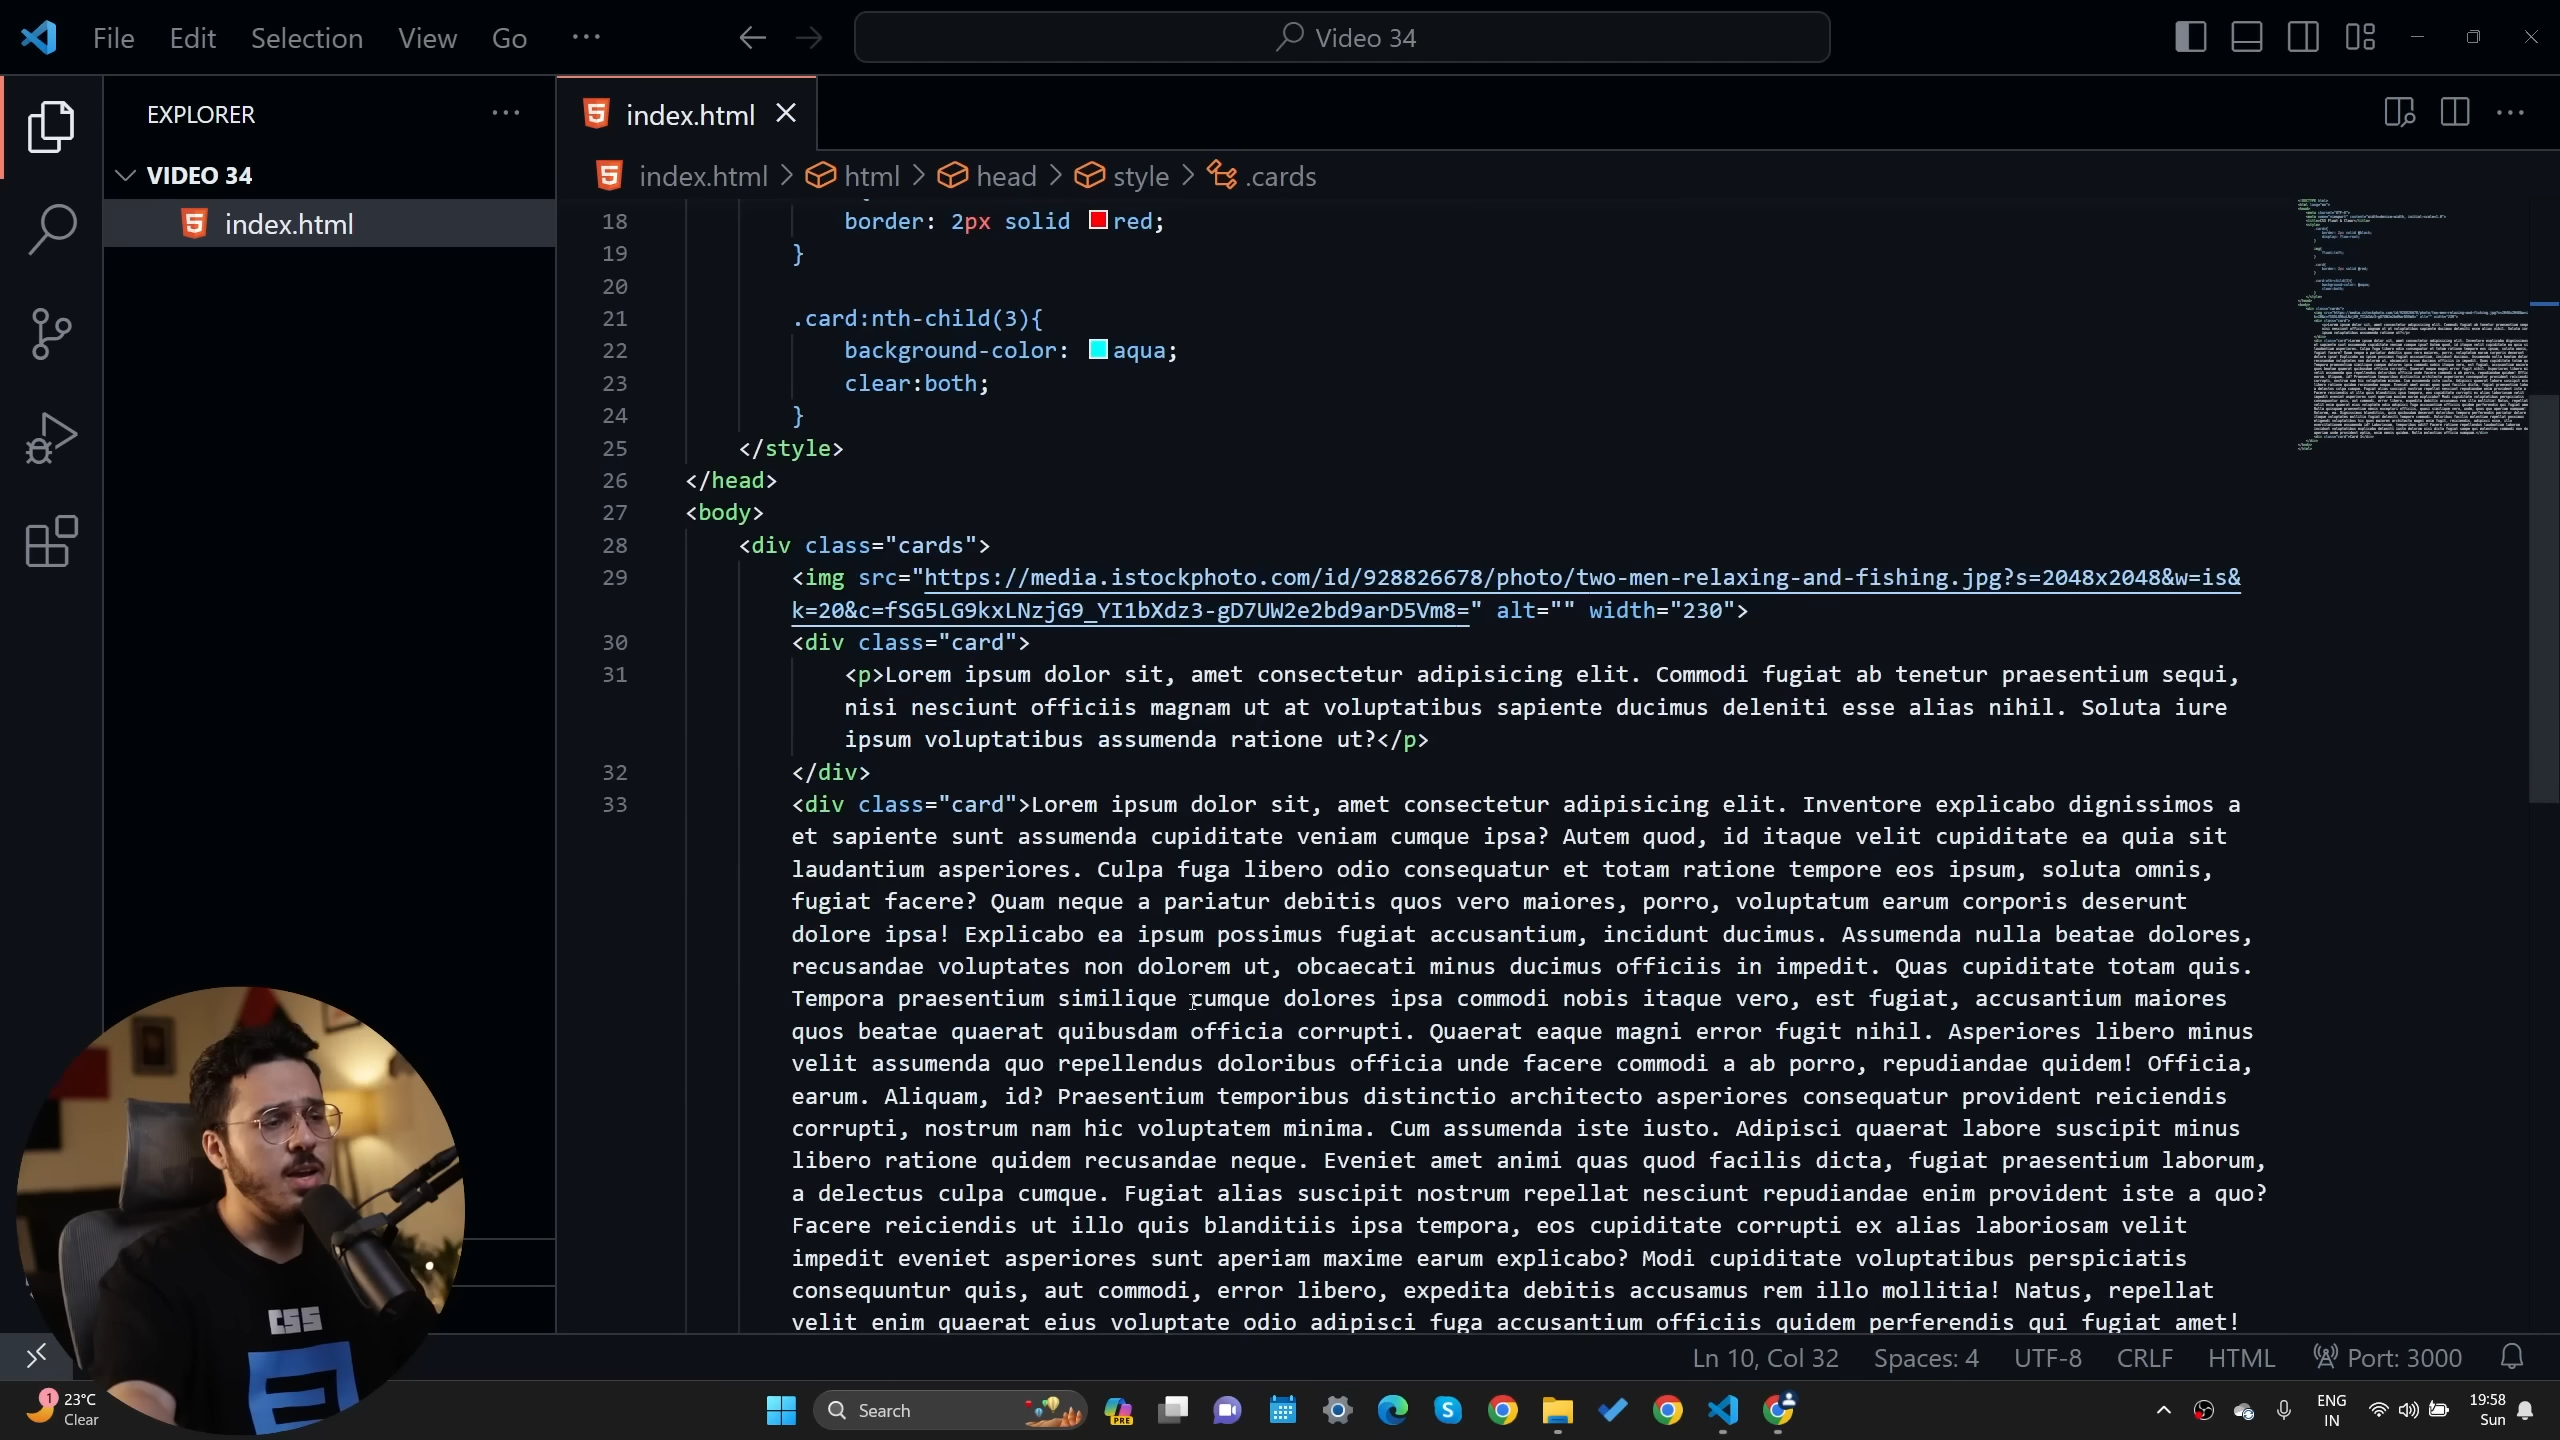 File Edit Selection View Go ···
Video 34
EXPLORER
VIDEO 34
index.html
index.html
index.html > html > head > style > .cards
18 border: 2px solid red;
19 }
20
21 .card:nth-child(3){
22 background-color: aqua;
23 clear:both;
24 }
25 </style>
26 </head>
27 <body>
28 <div class="cards">
29 <img src="https://media.istockphoto.com/id/928826678/photo/two-men-relaxing-and-fishing.jpg?s=2048x2048&w=is&
k=20&c=fSG5LG9kxLNzjG9_YI1bXdz3-gD7UW2e2bd9arD5Vm8=" alt="" width="230">
30 <div class="card">
31 <p>Lorem ipsum dolor sit, amet consectetur adipisicing elit. Commodi fugiat ab tenetur praesentium sequi,
nisi nesciunt officiis magnam ut at voluptatibus sapiente ducimus deleniti esse alias nihil. Soluta iure
ipsum voluptatibus assumenda ratione ut?</p>
32 </div>
33 <div class="card">Lorem ipsum dolor sit, amet consectetur adipisicing elit. Inventore explicabo dignissimos a
et sapiente sunt assumenda cupiditate veniam cumque ipsa? Autem quod, id itaque velit cupiditate ea quia sit
laudantium asperiores. Culpa fuga libero odio consequatur et totam ratione tempore eos ipsum, soluta omnis,
fugiat facere? Quam neque a pariatur debitis quos vero maiores, porro, voluptatum earum corporis deserunt
dolore ipsa! Explicabo ea ipsum possimus fugiat accusantium, incidunt ducimus. Assumenda nulla beatae dolores,
recusandae voluptates non dolorem ut, obcaecati minus ducimus officiis in impedit. Quas cupiditate totam quis.
Tempora praesentium similique cumque dolores ipsa commodi nobis itaque vero, est fugiat, accusantium maiores
quos beatae quaerat quibusdam officia corrupti. Quaerat eaque magni error fugit nihil. Asperiores libero minus
velit assumenda quo repellendus doloribus officia unde facere commodi a ab porro, repudiandae quidem! Officia,
earum. Aliquam, id? Praesentium temporibus distinctio architecto asperiores consequatur provident reiciendis
corrupti, nostrum nam hic voluptatem minima. Cum assumenda iste iusto. Adipisci quaerat labore suscipit minus
libero ratione quidem recusandae neque. Eveniet amet animi quas quod facilis dicta, fugiat praesentium laborum,
a delectus culpa cumque. Fugiat alias suscipit nostrum repellat nesciunt repudiandae enim provident iste a quo?
Facere reiciendis ut illo quis blanditiis ipsa tempora, eos cupiditate corrupti ex alias laboriosam velit
impedit eveniet asperiores sunt aperiam maxime earum explicabo? Modi cupiditate voluptatibus perspiciatis
consequuntur quis, aut commodi, error libero, expedita debitis accusamus rem illo mollitia! Natus, repellat
velit enim quaerat eius voluptate odio adipisci fuga accusantium officiis quidem perferendis qui fugiat amet!
CSS
Ln 10, Col 32 Spaces: 4 UTF-8 CRLF HTML Port: 3000
1
23°C
Clear
Search
PRE
ENG
IN
19:58
Sun